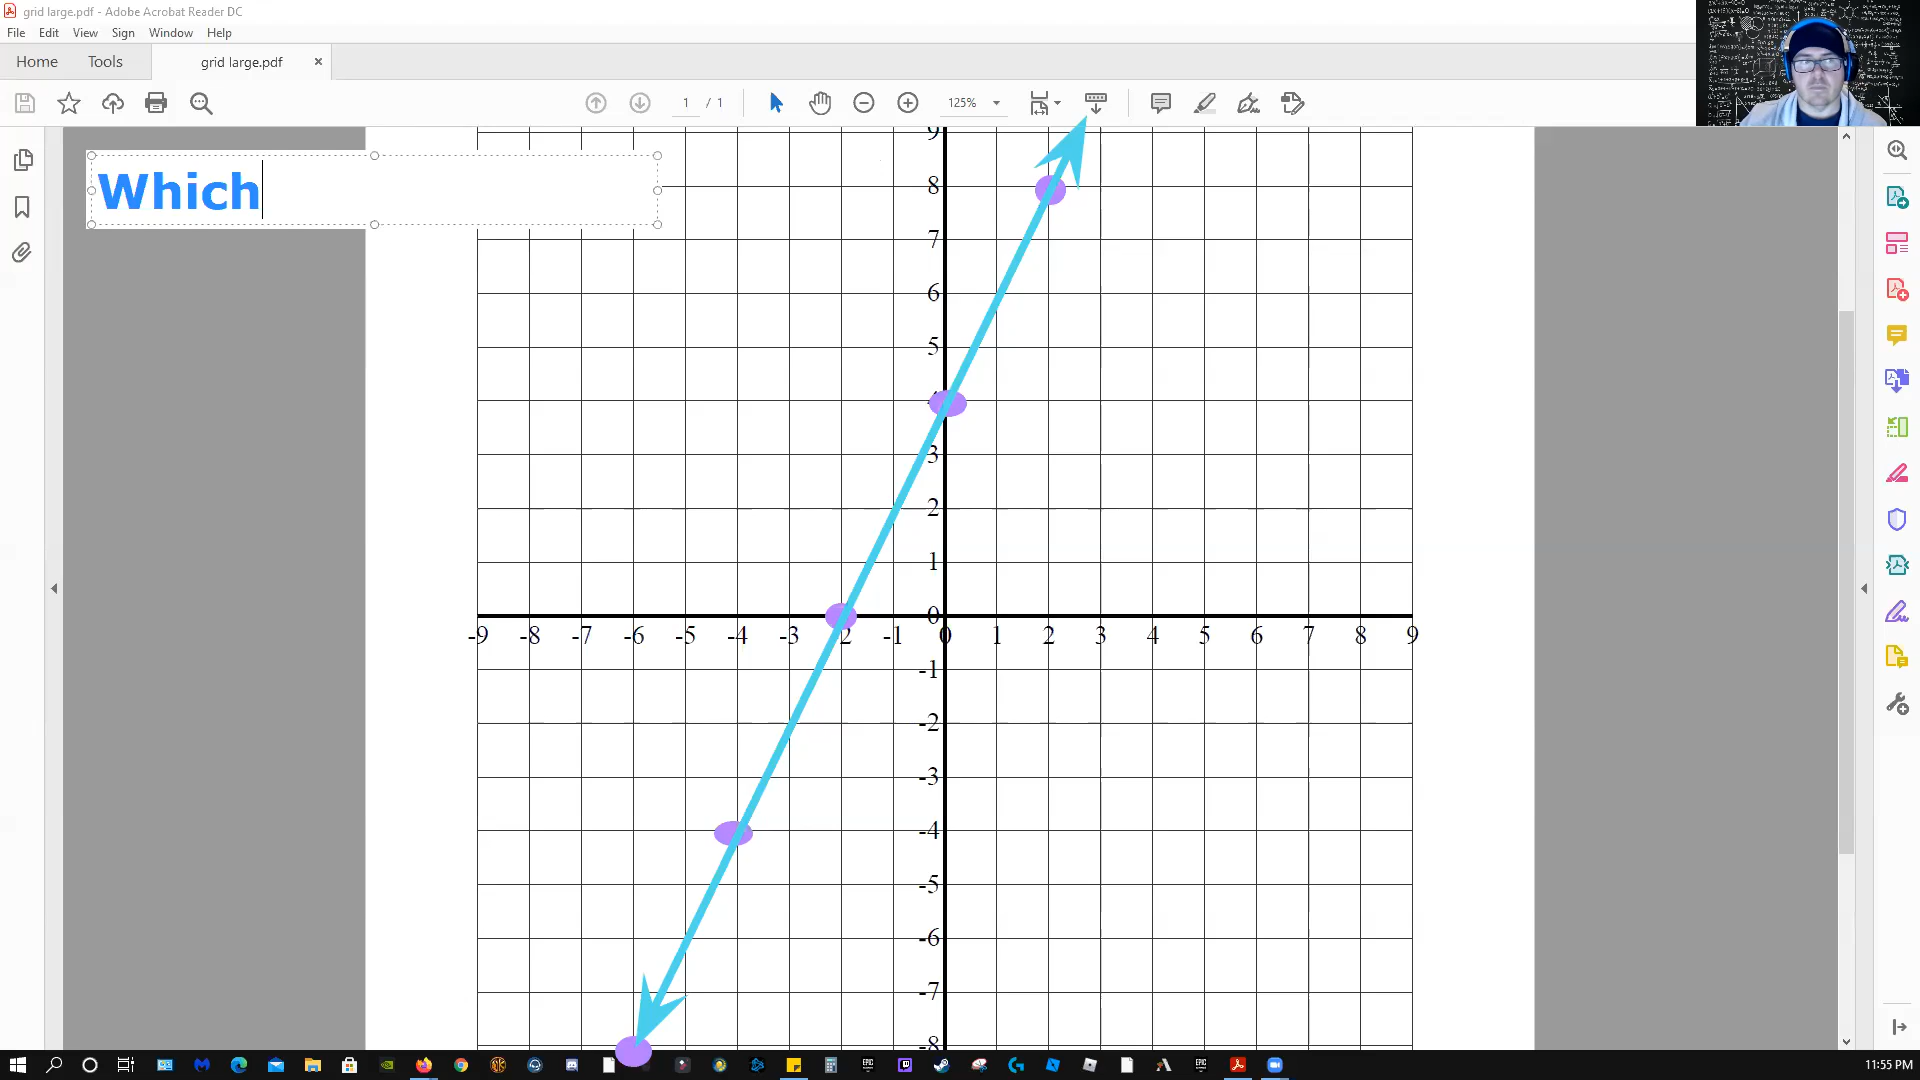 grid large.pdf - Adobe Acrobat Reader DC
File Edit View Sign Window Help
Home Tools grid large.pdf ×
1 / 1 125%
Which
9
8
7
6
5
3
2
1
0
-9 -8 -7 -6 -5 -4 -3 2 -1 0 1 2 3 4 5 6 7 8 9
-1
-2
-3
-4
-5
-6
-7
-8
11:55 PM